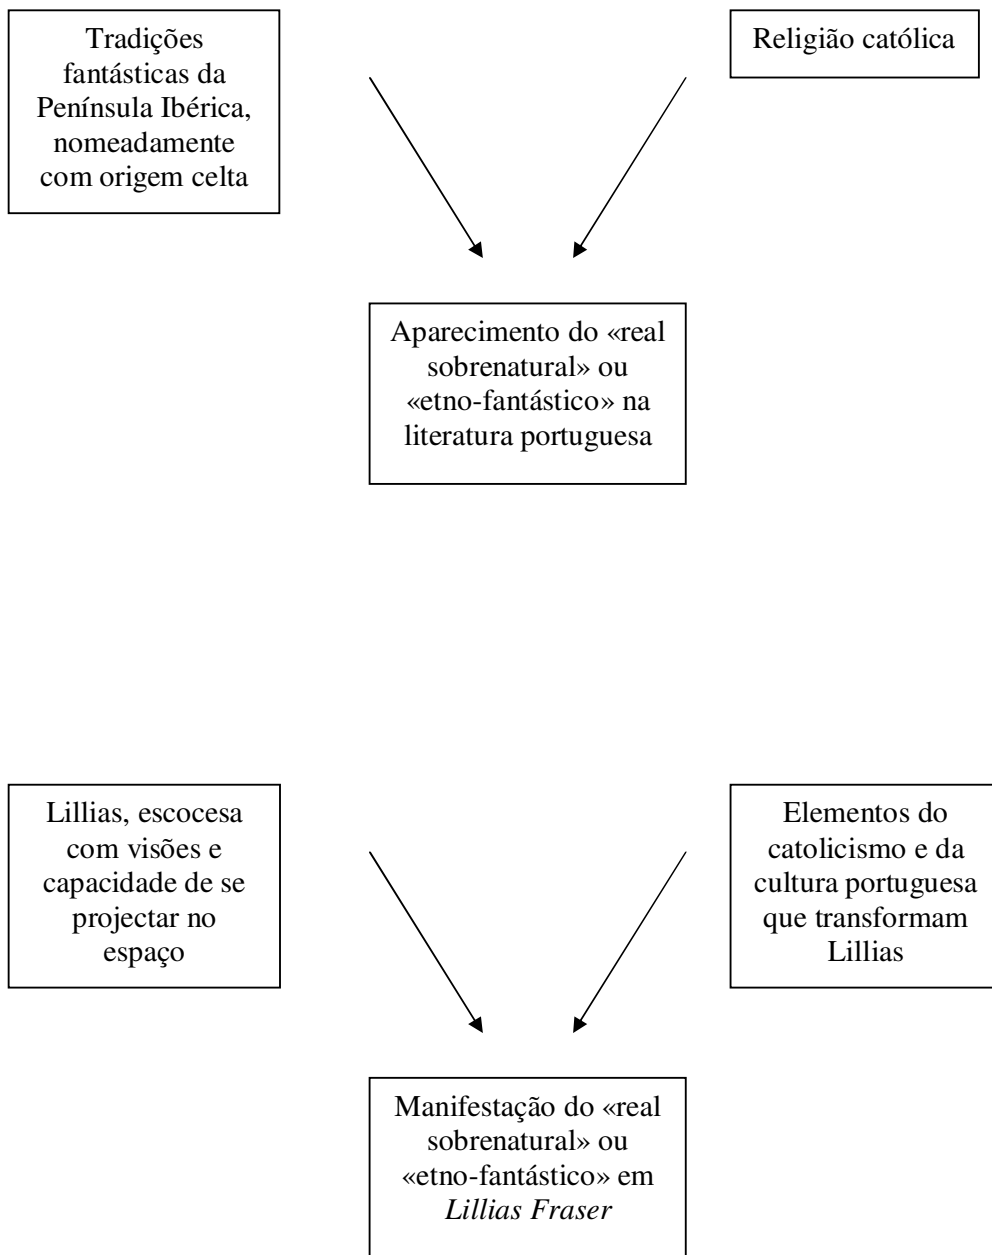 Tradições
fantásticas da
Península Ibérica,
nomeadamente
com origem celta
Religião católica
Aparecimento do «real
sobrenatural» ou
«etno-fantástico» na
literatura portuguesa
Lillias, escocesa
com visões e
capacidade de se
projectar no
espaço
Elementos do
catolicismo e da
cultura portuguesa
que transformam
Lillias
Manifestação do «real
sobrenatural» ou
«etno-fantástico» em
Lillias Fraser